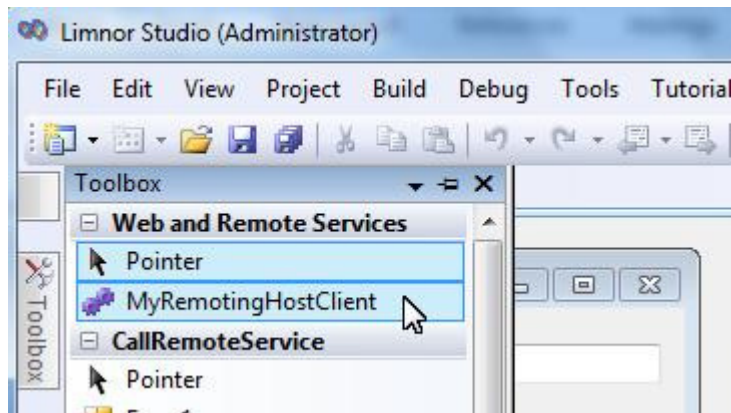 Limnor Studio (Administrator)
File Edit View Project Build Debug Tools Tutorial
Toolbox
Web and Remote Services
Pointer
MyRemotingHostClient
Toolbox
CallRemoteService
Pointer